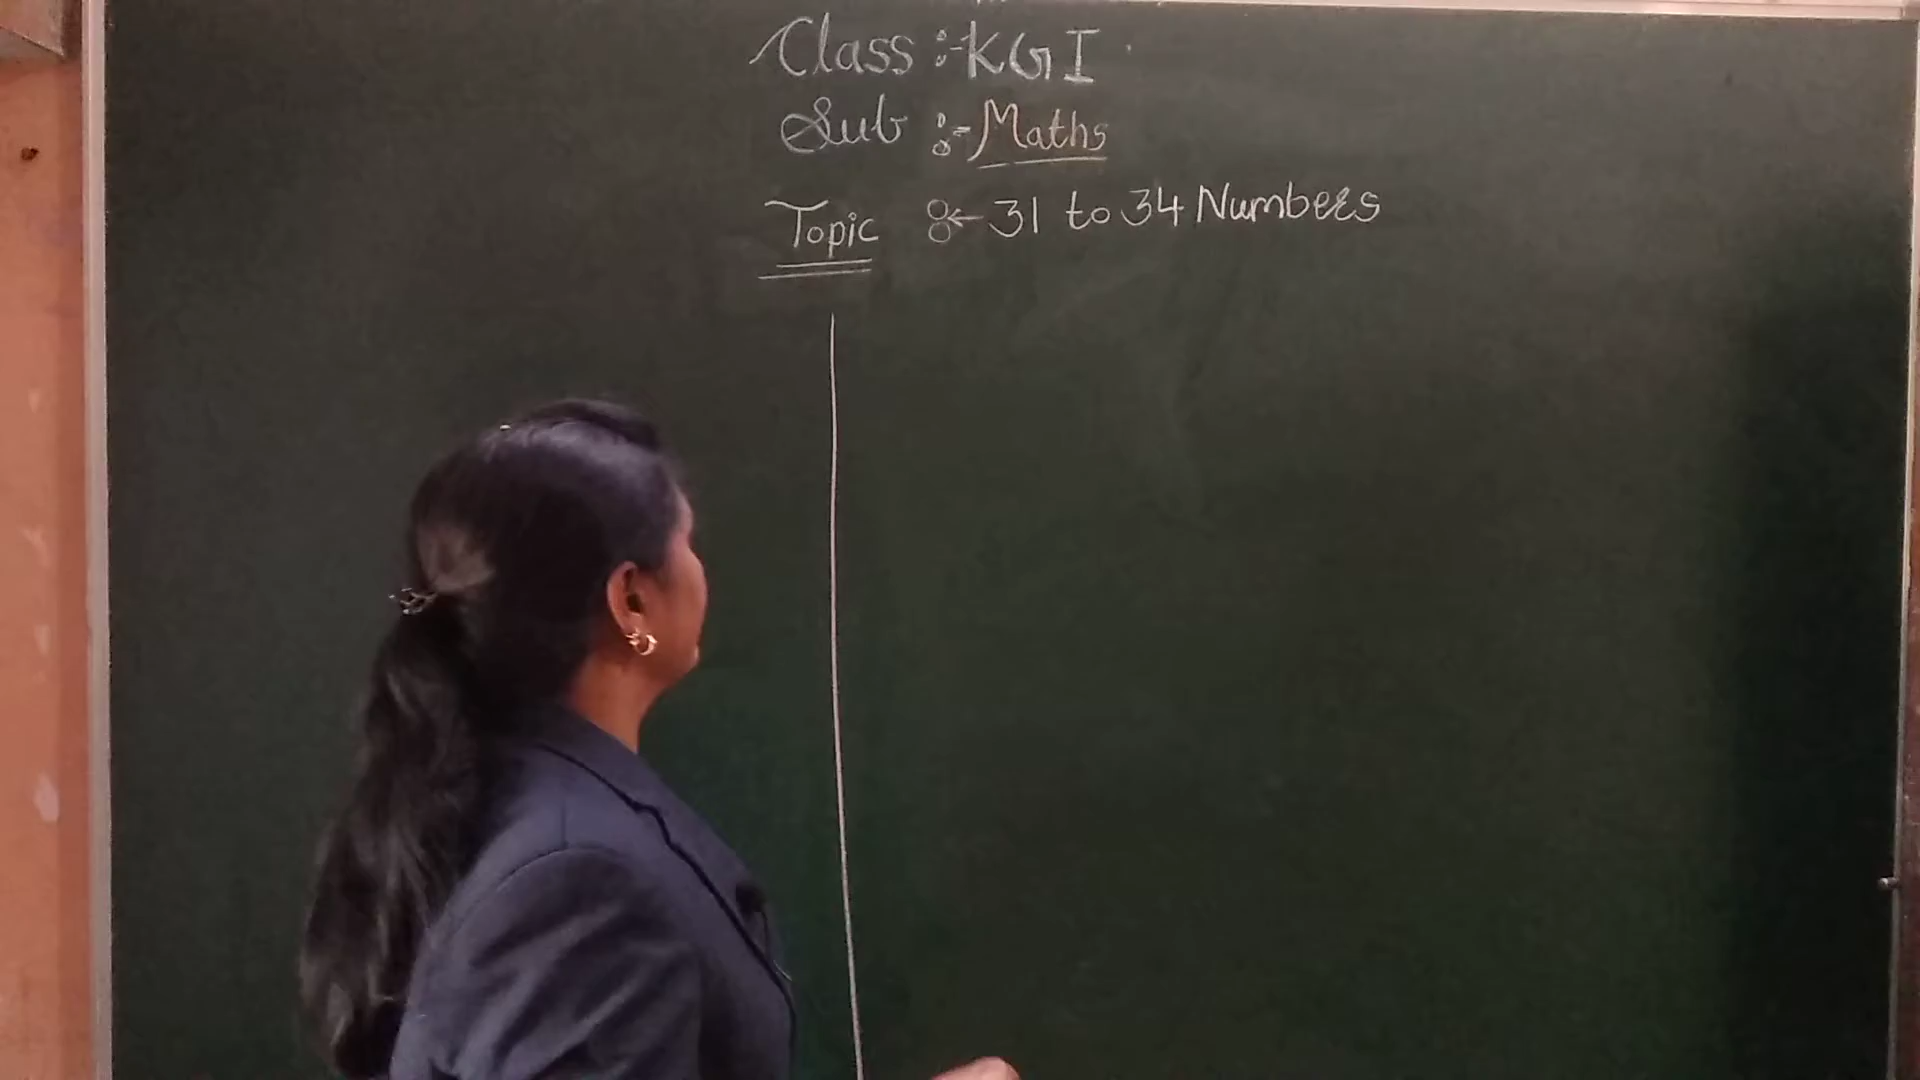 Class :- KG I
Sub :- Maths
Topic :- 31 to 34 Numbers